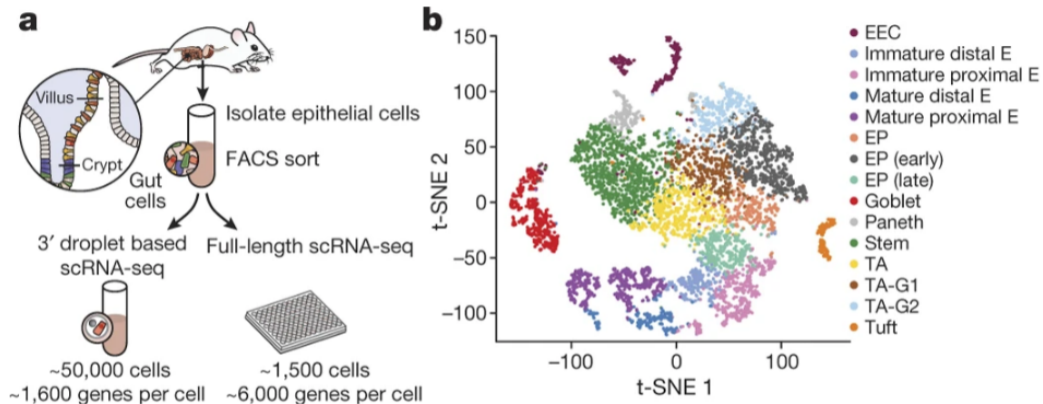 a
Villus
Crypt
Gut
cells
Isolate epithelial cells
FACS sort
3′ droplet based
scRNA-seq
Full-length scRNA-seq
~50,000 cells
~1,600 genes per cell
~1,500 cells
~6,000 genes per cell
b
150
100
50
0
−50
−100
t-SNE 2
−100
0
100
t-SNE 1
EEC
Immature distal E
Immature proximal E
Mature distal E
Mature proximal E
EP
EP (early)
EP (late)
Goblet
Paneth
Stem
TA
TA-G1
TA-G2
Tuft